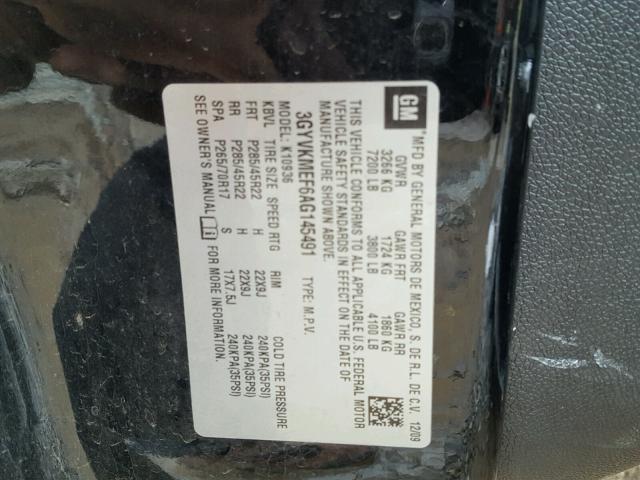 GM *MFD BY GENERAL MOTORS DE MEXICO, S. DE R.L. DE C.V. 12/09
GVWR GAWR FRT GAWR RR
3266 KG 1724 KG 1860 KG
7200 LB 3800 LB 4100 LB
THIS VEHICLE CONFORMS TO ALL APPLICABLE U.S. FEDERAL MOTOR
VEHICLE SAFETY STANDARDS IN EFFECT ON THE DATE OF
MANUFACTURE SHOWN ABOVE.
3GYVKMEF6AG145491 TYPE: M.P.V.
MODEL: K10936
KBVL TIRE SIZE SPEED RTG RIM COLD TIRE PRESSURE
FRT P285/45R22 H 22X9J 240KPA(35PSI)
RR P285/45R22 H 22X9J 240KPA(35PSI)
SPA P265/70R17 S 17X7.5J 240KPA(35PSI)
SEE OWNER'S MANUAL FOR MORE INFORMATION.